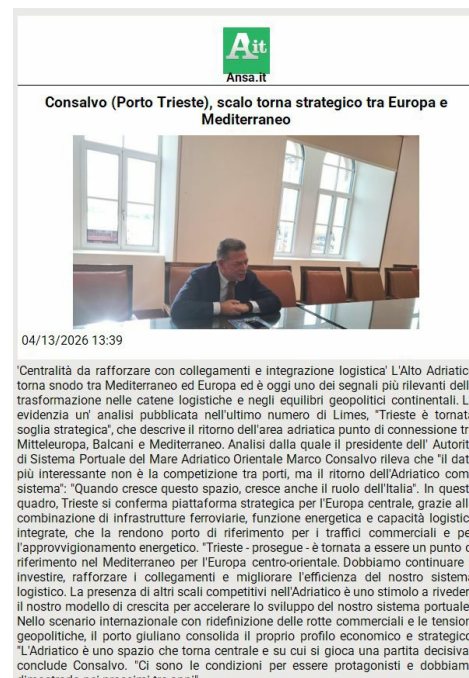 Ait
Ansa.it
Consalvo (Porto Trieste), scalo torna strategico tra Europa e
Mediterraneo
04/13/2026 13:39
'Centralità da rafforzare con collegamenti e integrazione logistica' L'Alto Adriatic
torna snodo tra Mediterraneo ed Europa ed è oggi uno dei segnali più rilevanti dell
trasformazione nelle catene logistiche e negli equilibri geopolitici continentali. L
evidenzia un' analisi pubblicata nell'ultimo numero di Limes, "Trieste è tornat
soglia strategica", che descrive il ritorno dell'area adriatica punto di connessione tr
Mitteleuropa, Balcani e Mediterraneo. Analisi dalla quale il presidente dell' Autorit
di Sistema Portuale del Mare Adriatico Orientale Marco Consalvo rileva che "il dat
più interessante non è la competizione tra porti, ma il ritorno dell'Adriatico com
sistema": "Quando cresce questo spazio, cresce anche il ruolo dell'Italia". In quest
quadro, Trieste si conferma piattaforma strategica per l'Europa centrale, grazie all
combinazione di infrastrutture ferroviarie, funzione energetica e capacità logistic
integrate, che la rendono porto di riferimento per i traffici commerciali e pe
l'approvvigionamento energetico. "Trieste - prosegue - è tornata a essere un punto d
riferimento nel Mediterraneo per l'Europa centro-orientale. Dobbiamo continuare
investire, rafforzare i collegamenti e migliorare l'efficienza del nostro sistema
logistico. La presenza di altri scali competitivi nell'Adriatico è uno stimolo a riveder
il nostro modello di crescita per accelerare lo sviluppo del nostro sistema portuale
Nello scenario internazionale con ridefinizione delle rotte commerciali e le tension
geopolitiche, il porto giuliano consolida il proprio profilo economico e strategico
"L'Adriatico è uno spazio che torna centrale e su cui si gioca una partita decisiva
conclude Consalvo. "Ci sono le condizioni per essere protagonisti e dobbiam